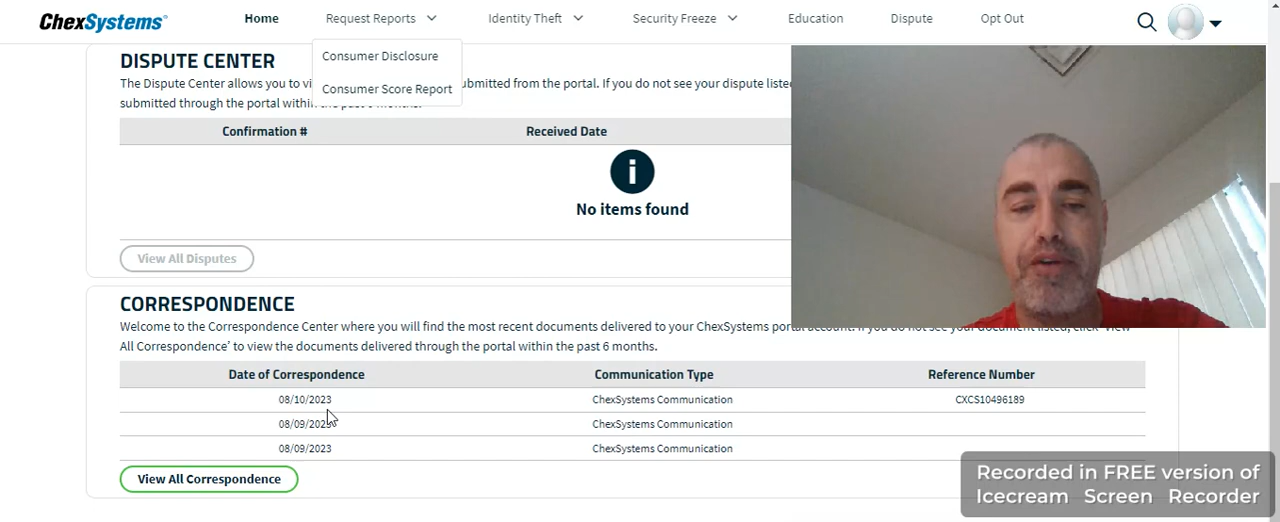 ChexSystems®
Home
Request Reports
Identity Theft
Security Freeze
Education
Dispute
Opt Out
Consumer Disclosure
Consumer Score Report
DISPUTE CENTER
The Dispute Center allows you to ubmitted from the portal. If you do not see your dispute listed
submitted through the portal within
Confirmation #
Received Date
i
No items found
View All Disputes
CORRESPONDENCE
Welcome to the Correspondence Center where you will find the most recent documents delivered to your ChexSystems portal account. If you do not see your document listed, click 'View
All Correspondence' to view the documents delivered through the portal within the past 6 months.
Date of Correspondence Communication Type Reference Number
08/10/2023 ChexSystems Communication CXCS10496189
08/09/2023 ChexSystems Communication
08/09/2023 ChexSystems Communication
View All Correspondence
Recorded in FREE version of
Icecream Screen Recorder